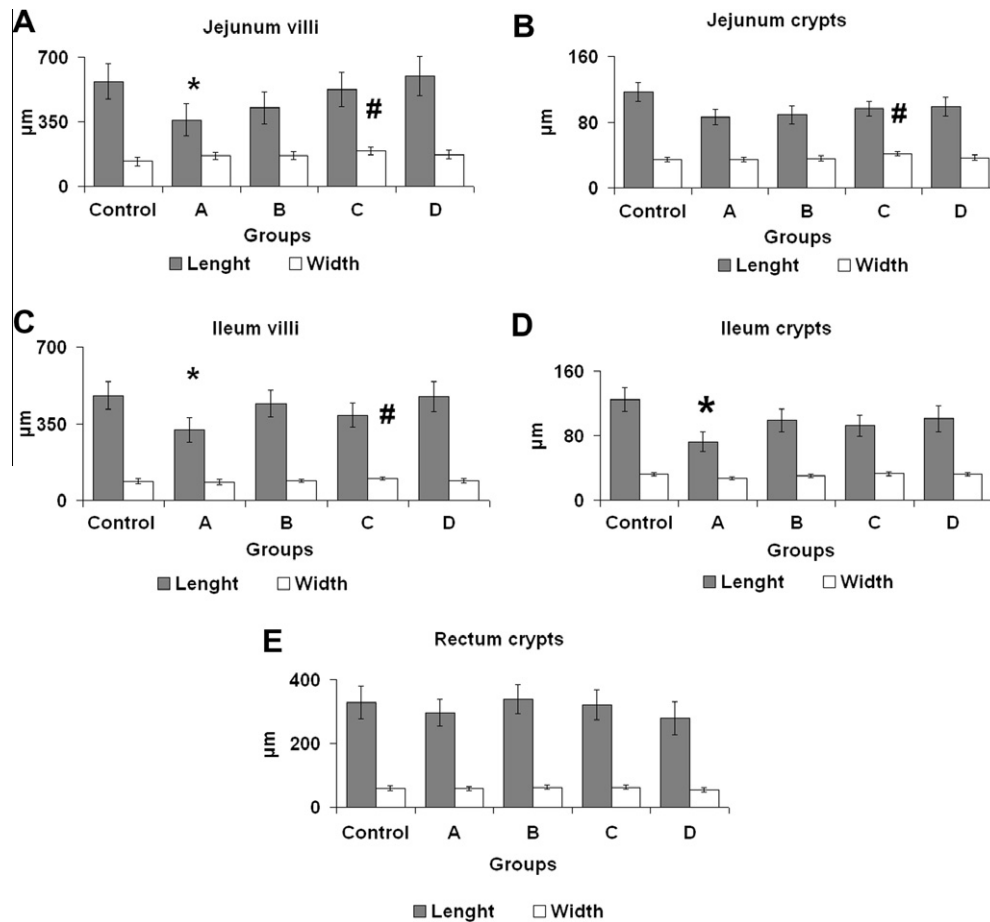 A
Jejunum villi
700
350
0
µm
*
#
Control A B C D
Groups
Lenght Width
B
Jejunum crypts
160
80
0
µm
#
Control A B C D
Groups
Lenght Width
C
Ileum villi
700
350
0
µm
*
#
Control A B C D
Groups
Lenght Width
D
Ileum crypts
160
80
0
µm
*
Control A B C D
Groups
Lenght Width
E
Rectum crypts
400
200
0
µm
Control A B C D
Groups
Lenght Width